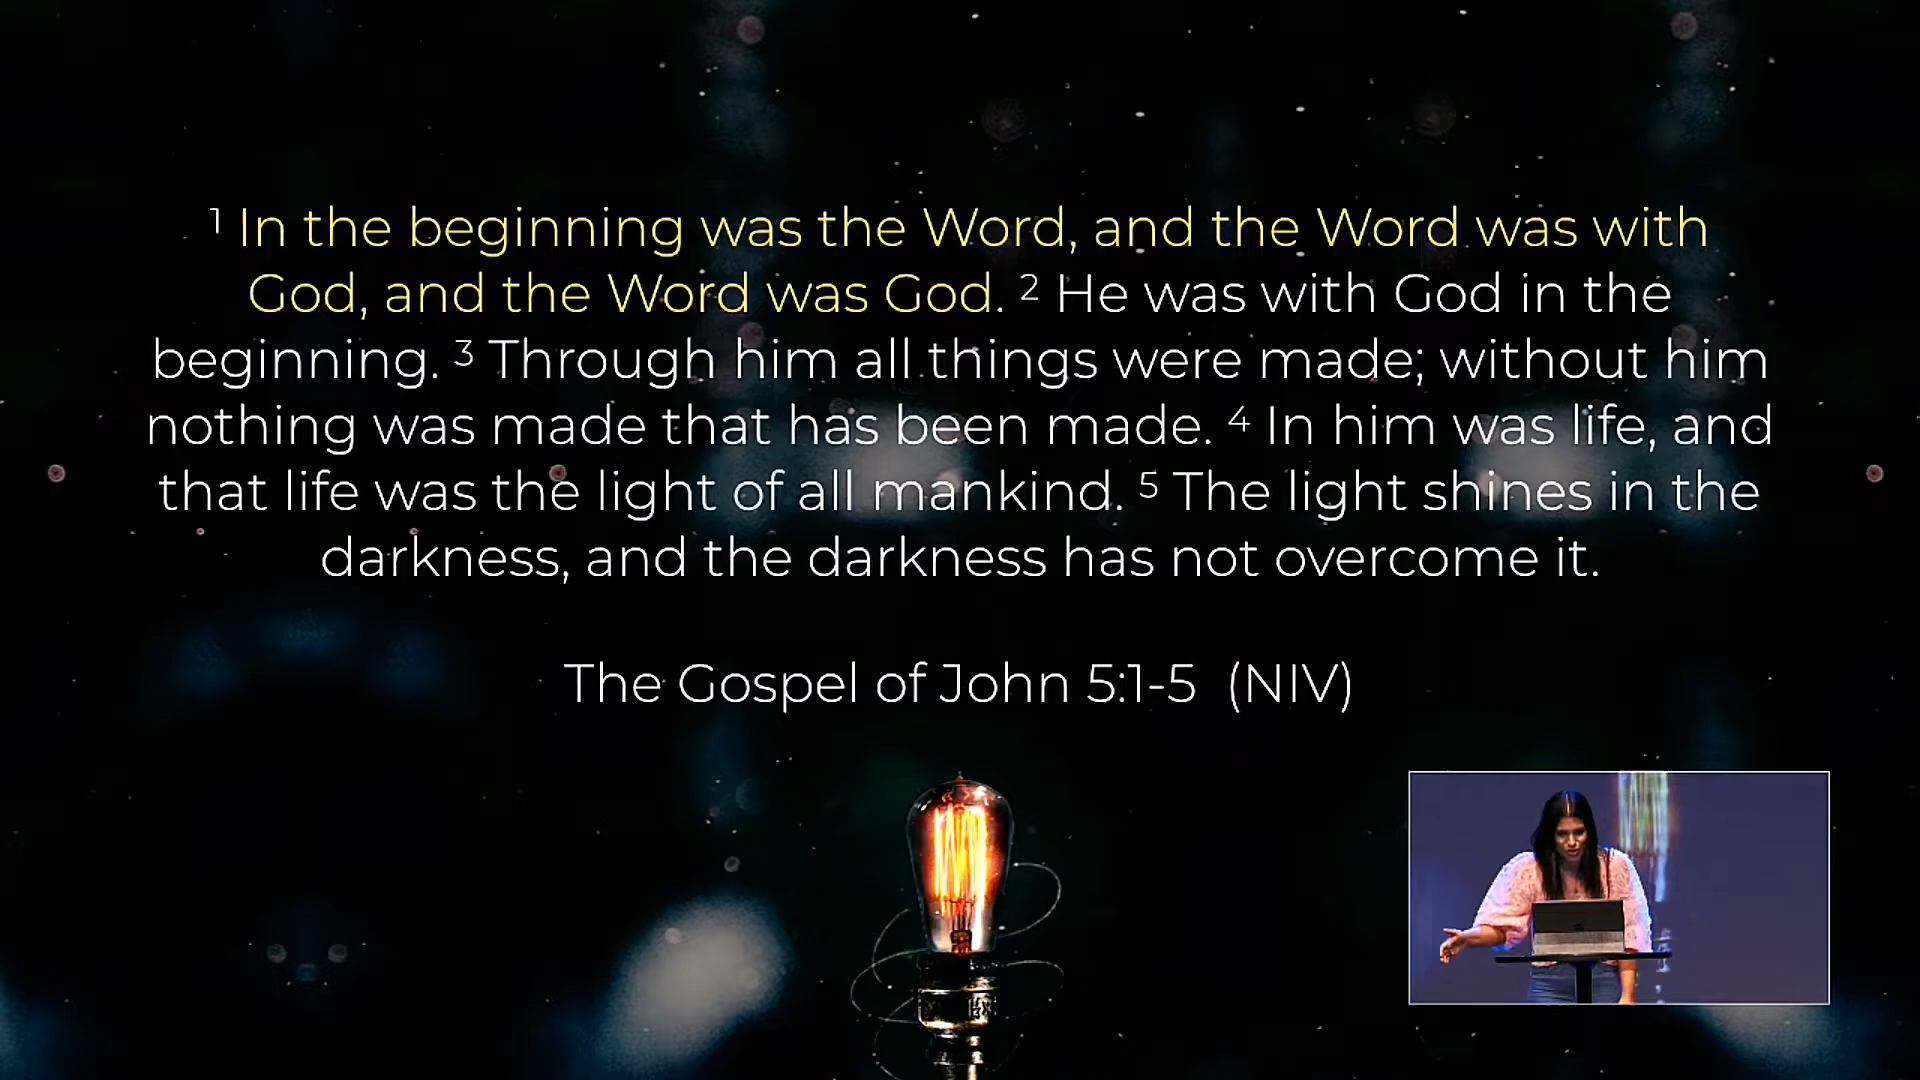 1 In the beginning was the Word, and the Word was with
God, and the Word was God. 2 He was with God in the
beginning. 3 Through him all things were made; without him
nothing was made that has been made. 4 In him was life, and
that life was the light of all mankind. 5 The light shines in the
darkness, and the darkness has not overcome it.
The Gospel of John 5:1-5 (NIV)